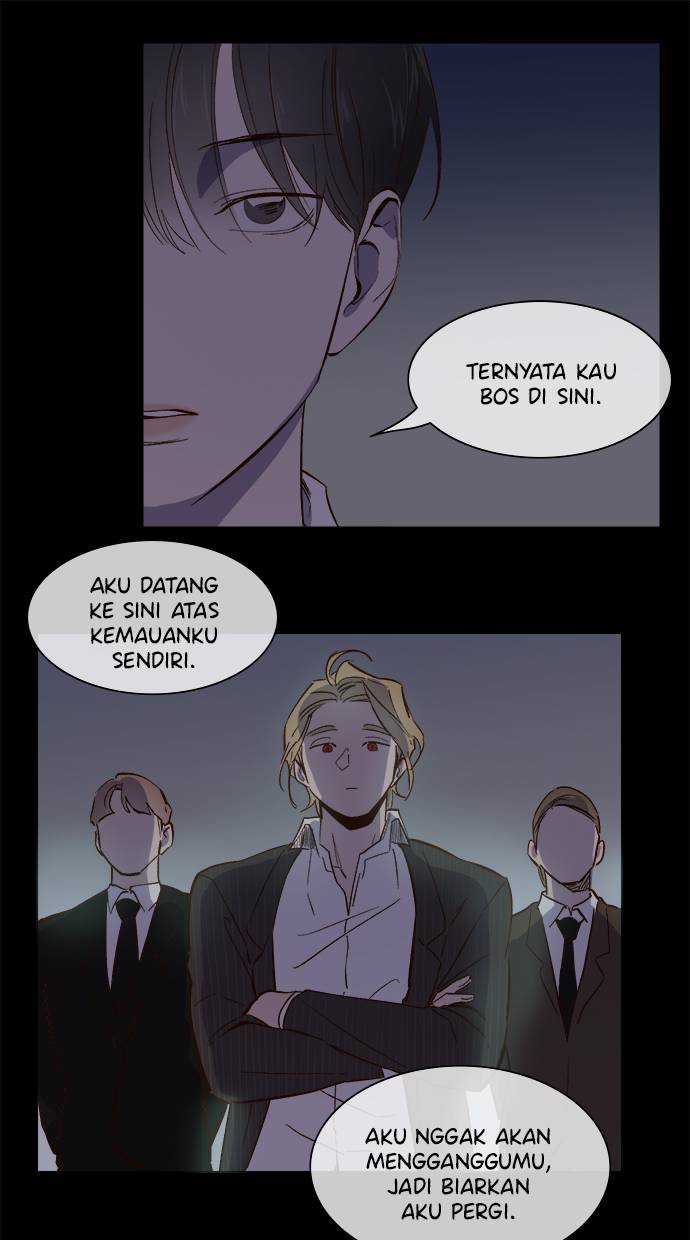 TERNYATA KAU
BOS DI SINI.
AKU DATANG
KE SINI ATAS
KEMAUANKU
SENDIRI.
AKU NGGAK AKAN
MENGGANGGUMU,
JADI BIARKAN
AKU PERGI.